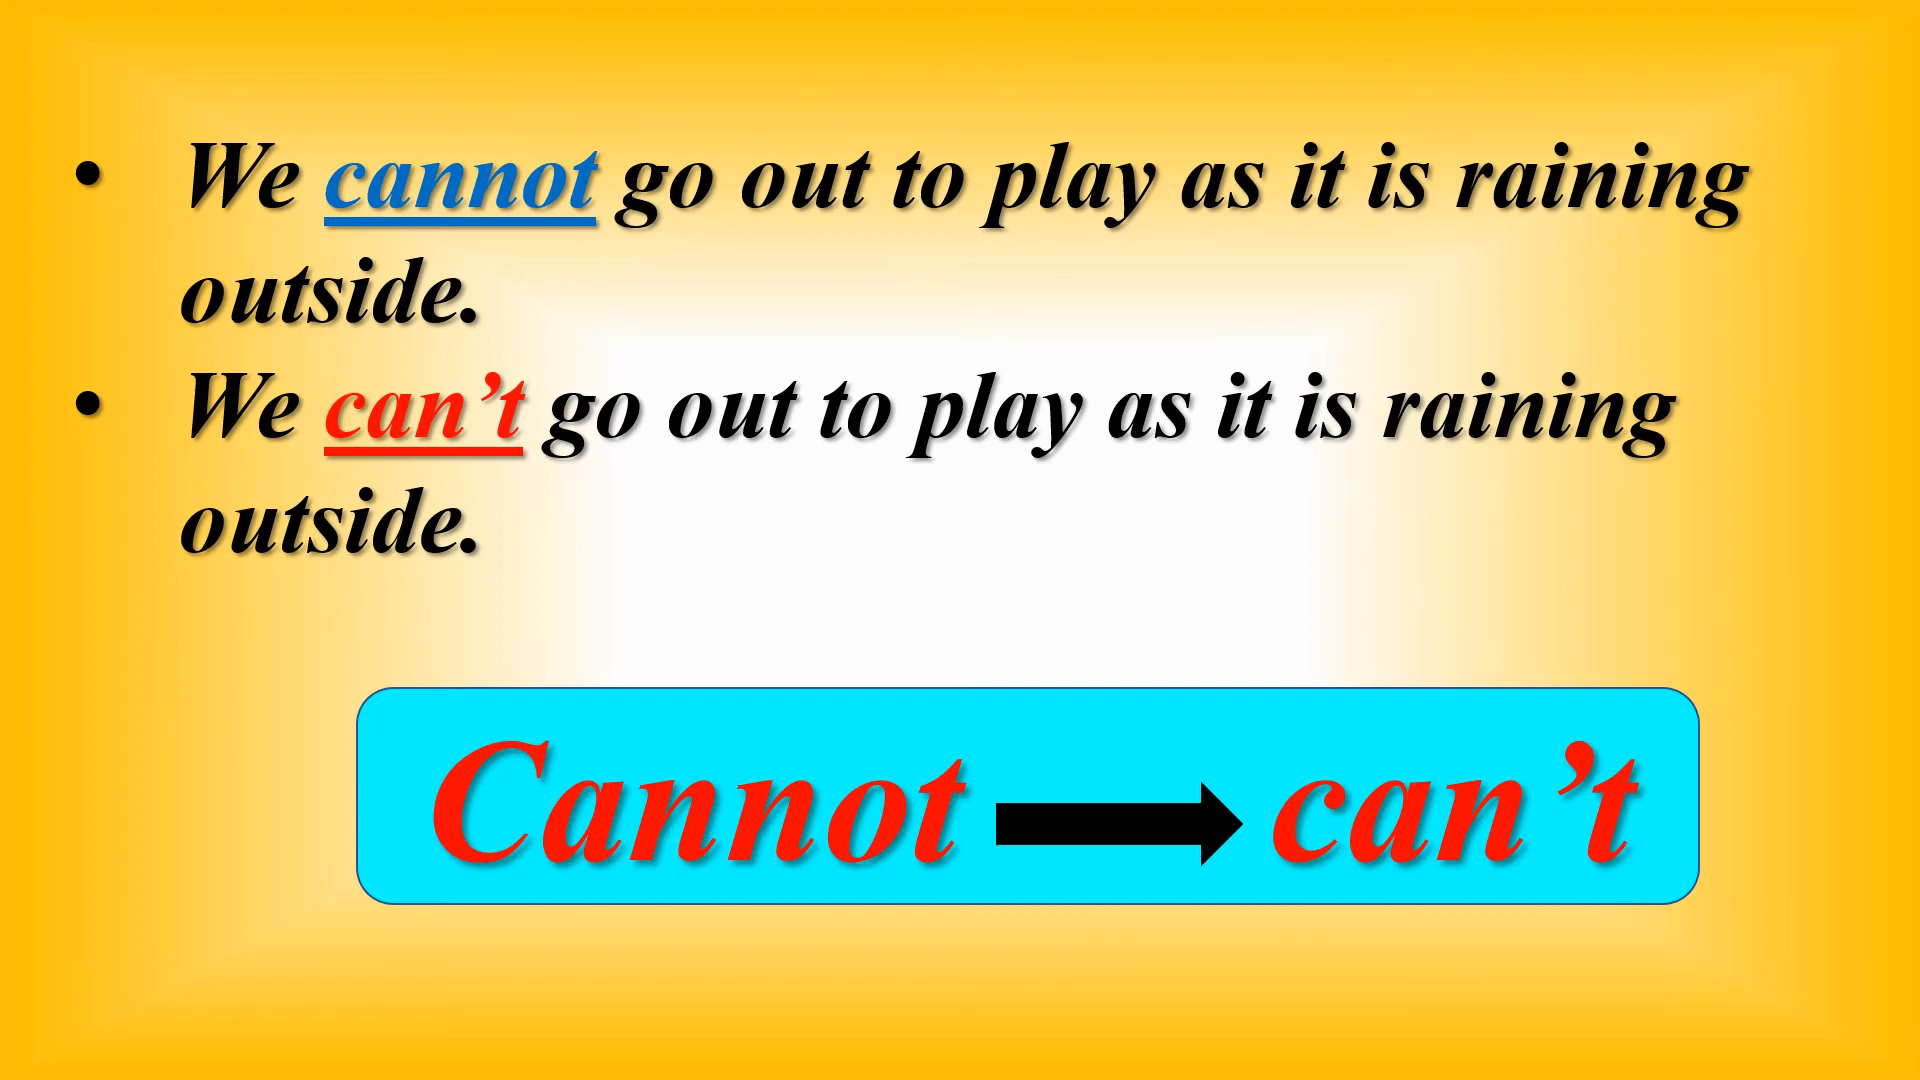 • We cannot go out to play as it is raining
outside.
• We can’t go out to play as it is raining
outside.
Cannot can’t